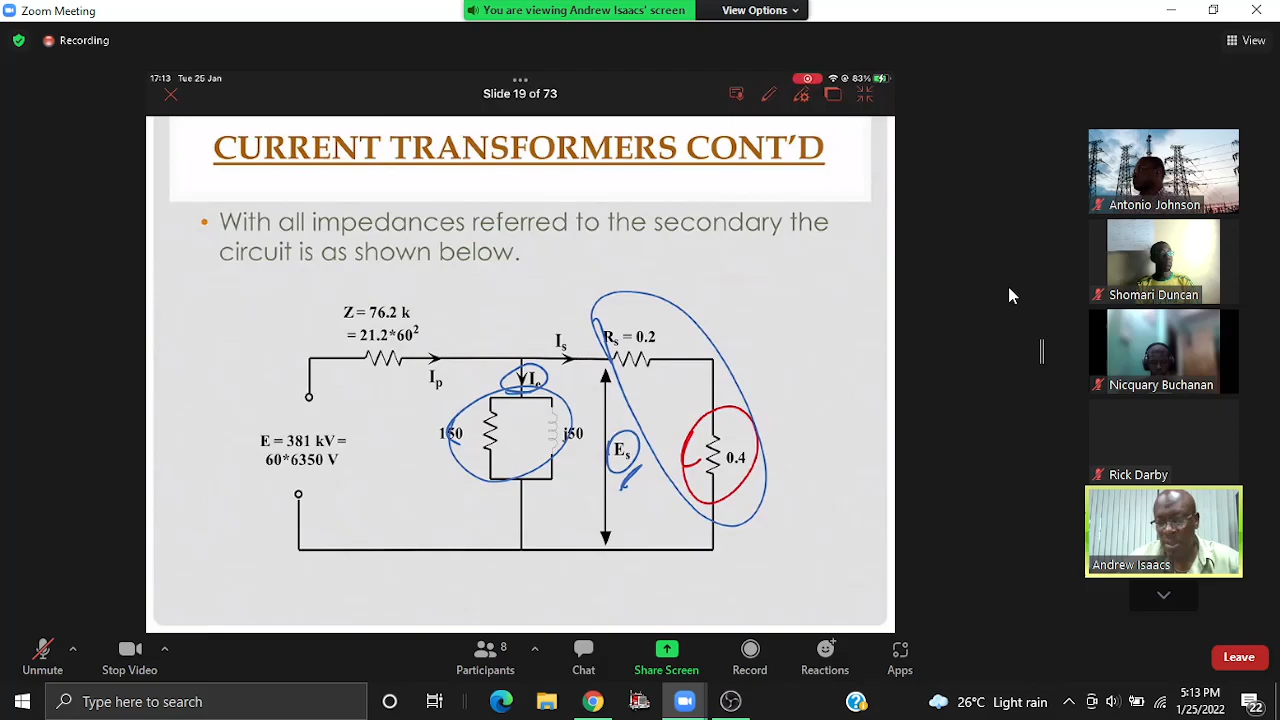 Zoom Meeting
You are viewing Andrew Isaacs' screen
View Options
Recording
View
17:13 Tue 25 Jan
83%
Slide 19 of 73
CURRENT TRANSFORMERS CONT'D
• With all impedances referred to the secondary the
circuit is as shown below.
Z = 76.2 k
= 21.2*60²
Ip
Is
Rs = 0.2
Ie
150
j50
Es
0.4
E = 381 kV =
60*6350 V
Antonio Johnson
Shomari Duncan
Nicquary Buchanan
Rick Darby
Andrew Isaacs
Unmute
Stop Video
Participants
8
Chat
Share Screen
Record
Reactions
Apps
Leave
Type here to search
26°C Light rain
5:13 PM
1/25/2022
22